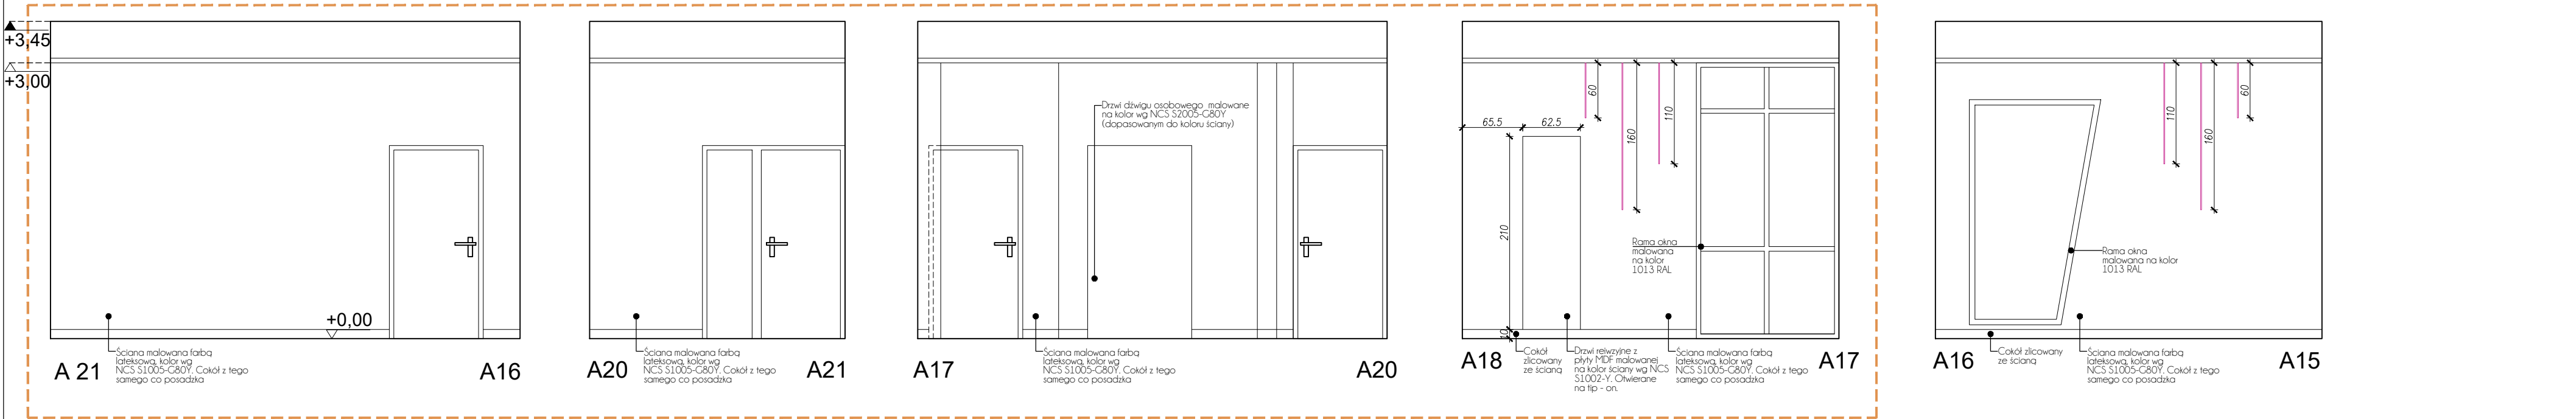 +3,45
+3,00
+0,00
Ściana malowana farbą
lateksową, kolor wg
NCS S1005-G80Y. Cokół z tego
samego co posadzka
A 21
A16
Ściana malowana farbą
lateksową, kolor wg
NCS S1005-G80Y. Cokół z tego
samego co posadzka
A20
A21
Drzwi dźwigu osobowego malowane
na kolor wg NCS S2005-G80Y
(dopasowanym do koloru ściany)
Ściana malowana farbą
lateksową, kolor wg
NCS S1005-G80Y. Cokół z tego
samego co posadzka
A17
A20
65.5
62.5
60
160
110
210
10
Rama okna
malowana
na kolor
1013 RAL
Cokół
zlicowany
ze ścianą
Drzwi reiwzyjne z
płyty MDF malowanej
na kolor ściany wg NCS
S1002-Y. Otwierane
na tip - on.
Ściana malowana farbą
lateksową, kolor wg
NCS S1005-G80Y. Cokół z tego
samego co posadzka
A18
A17
110
160
60
Rama okna
malowana na kolor
1013 RAL
Cokół zlicowany
ze ścianą
Ściana malowana farbą
lateksową, kolor wg
NCS S1005-G80Y. Cokół z tego
samego co posadzka
A16
A15